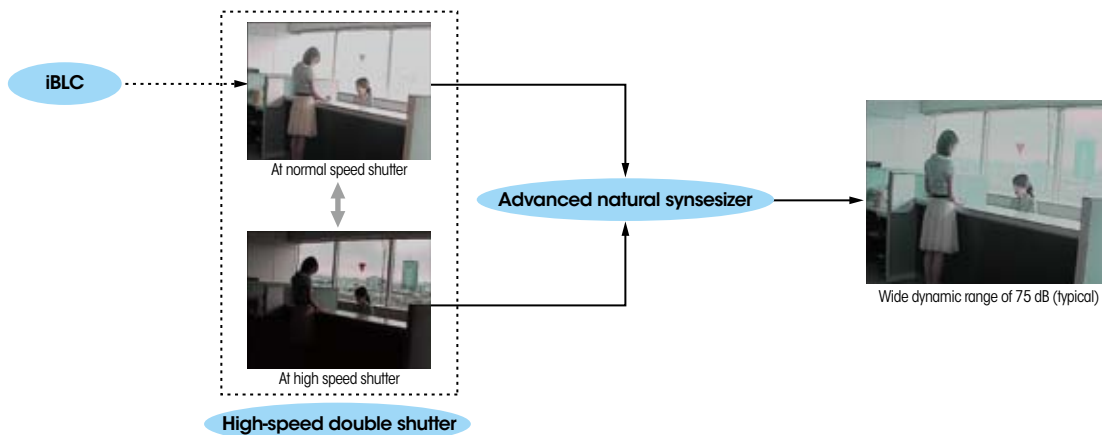 iBLC
At normal speed shutter
At high speed shutter
High-speed double shutter
Advanced natural synsesizer
Wide dynamic range of 75 dB (typical)